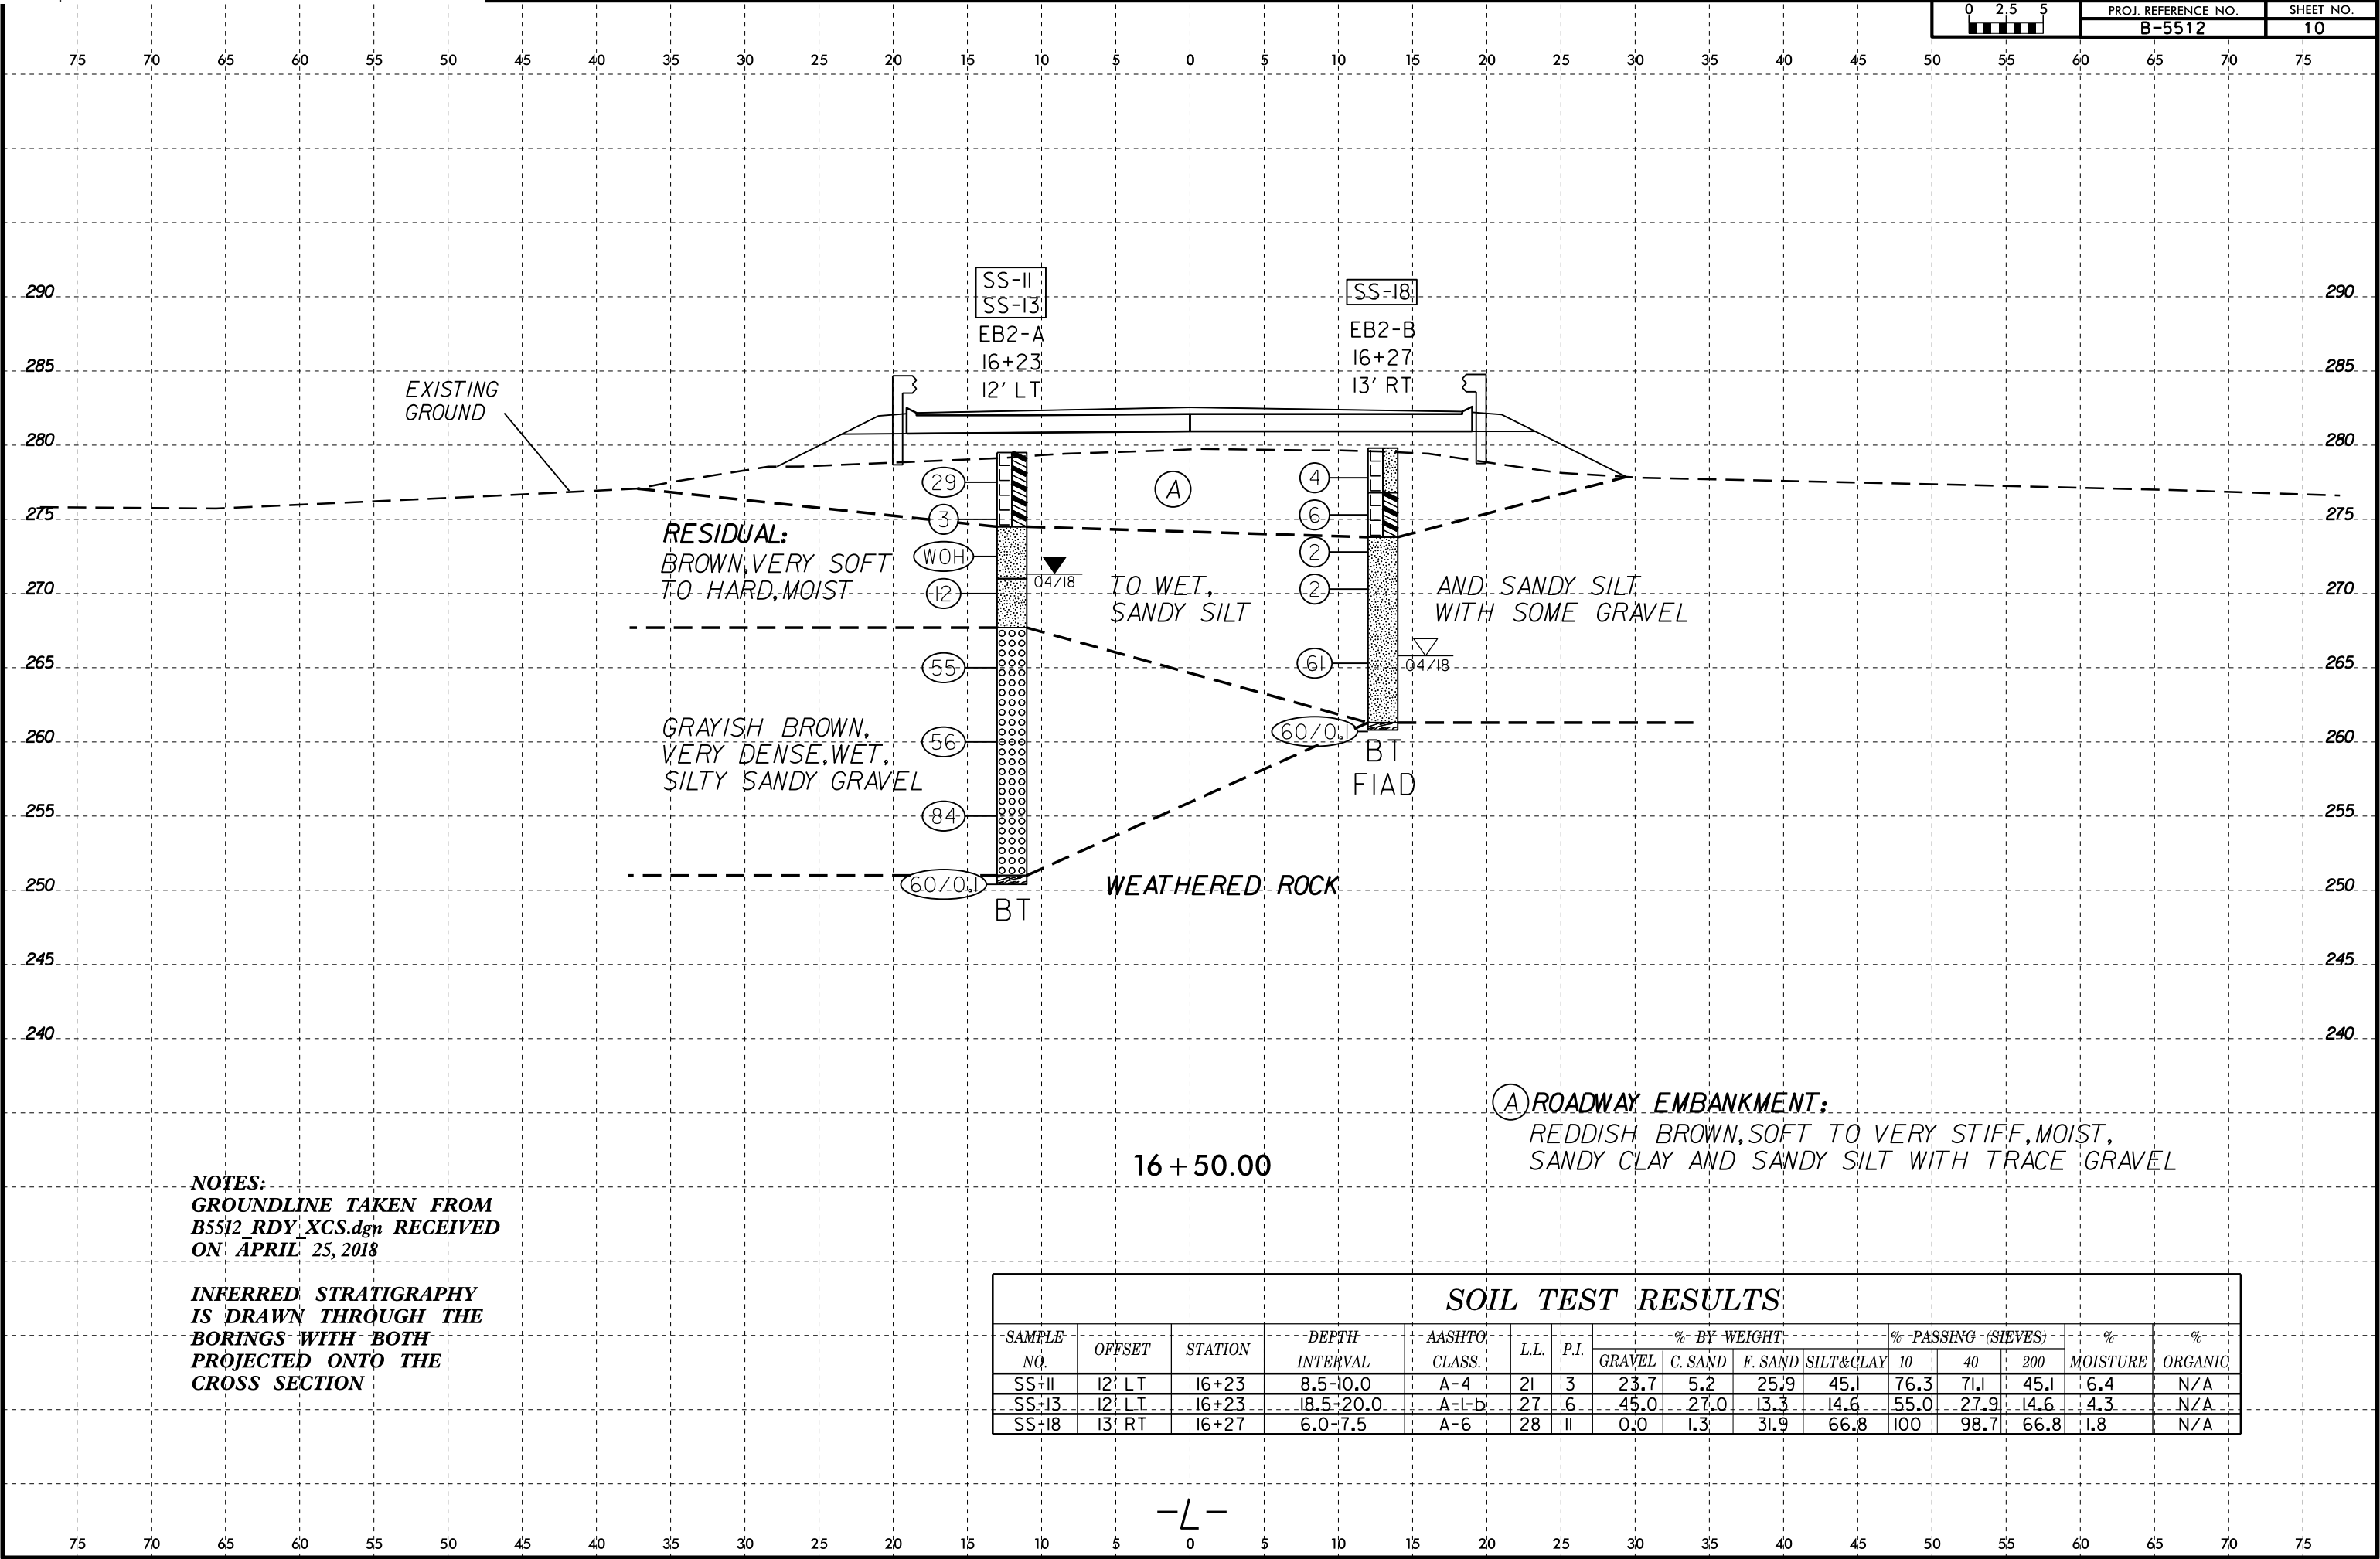 0 2.5 5
PROJ. REFERENCE NO. SHEET NO.
B-5512 10
75 70 65 60 55 50 45 40 35 30 25 20 15 10 5 0 5 10 15 20 25 30 35 40 45 50 55 60 65 70 75
SS-11
SS-13
EB2-A
16+23
12' LT
SS-18
EB2-B
16+27
13' RT
290 290
285 285
EXISTING
GROUND
280 280
29
3
WOH
12
55
56
84
60/0.1
BT
A
4
6
2
2
61
60/0.1
BT
FIAD
275 275
RESIDUAL:
BROWN, VERY SOFT
TO HARD, MOIST
04/18
TO WET,
SANDY SILT
AND SANDY SILT
WITH SOME GRAVEL
04/18
270 270
265 265
GRAYISH BROWN,
VERY DENSE, WET,
SILTY SANDY GRAVEL
260 260
255 255
250 250
WEATHERED ROCK
245 245
240 240
A ROADWAY EMBANKMENT:
REDDISH BROWN, SOFT TO VERY STIFF, MOIST,
SANDY CLAY AND SANDY SILT WITH TRACE GRAVEL
16+50.00
NOTES:
GROUNDLINE TAKEN FROM
B5512_RDY_XCS.dgn RECEIVED
ON APRIL 25, 2018
INFERRED STRATIGRAPHY
IS DRAWN THROUGH THE
BORINGS WITH BOTH
PROJECTED ONTO THE
CROSS SECTION
SOIL TEST RESULTS
SAMPLE NO. OFFSET STATION DEPTH INTERVAL AASHTO CLASS. L.L. P.I. % BY WEIGHT % PASSING (SIEVES) % MOISTURE % ORGANIC
GRAVEL C. SAND F. SAND SILT&CLAY 10 40 200
SS-11 12' LT 16+23 8.5-10.0 A-4 21 3 23.7 5.2 25.9 45.1 76.3 71.1 45.1 6.4 N/A
SS-13 12' LT 16+23 18.5-20.0 A-1-b 27 6 45.0 27.0 13.3 14.6 55.0 27.9 14.6 4.3 N/A
SS-18 13' RT 16+27 6.0-7.5 A-6 28 11 0.0 1.3 31.9 66.8 100 98.7 66.8 1.8 N/A
-L-
75 70 65 60 55 50 45 40 35 30 25 20 15 10 5 0 5 10 15 20 25 30 35 40 45 50 55 60 65 70 75